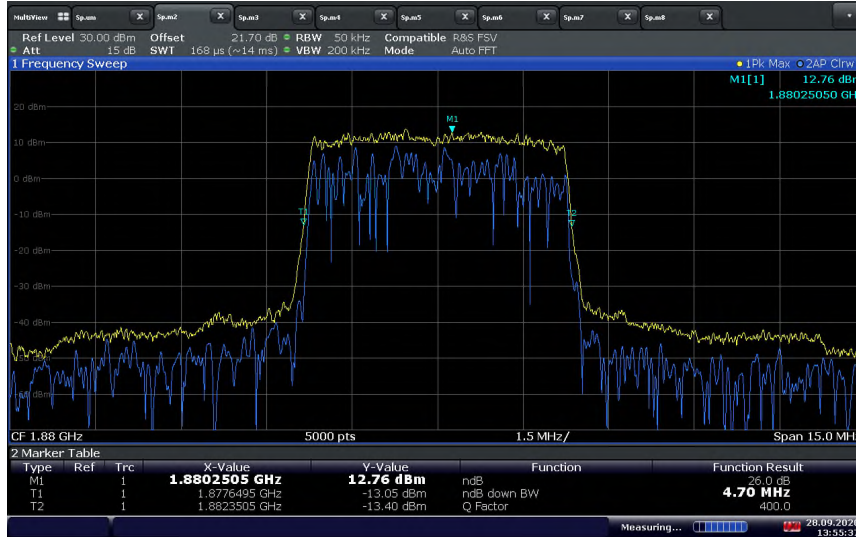 MultiView Sp.um X Sp.m2 X Sp.m3 X Sp.m4 X Sp.m5 X Sp.m6 X Sp.m7 X Sp.m8 X
Ref Level 30.00 dBm Offset 21.70 dB RBW 50 kHz Compatible R&S FSV
Att 15 dB SWT 168 µs (~14 ms) VBW 200 kHz Mode Auto FFT
1 Frequency Sweep 1Pk Max 2AP Clrw
M1[1] 12.76 dBm
1.88025050 GH
20 dBm
M1
10 dBm
0 dBm
-10 dBm
T1
T2
-20 dBm
-30 dBm
-40 dBm
-60 dBm
CF 1.88 GHz 5000 pts 1.5 MHz/ Span 15.0 MH
2 Marker Table
Type Ref Trc X-Value Y-Value Function Function Result
M1 1 1.8802505 GHz 12.76 dBm ndB 26.0 dB
T1 1 1.8776495 GHz -13.05 dBm ndB down BW 4.70 MHz
T2 1 1.8823505 GHz -13.40 dBm Q Factor 400.0
Measuring... 28.09.202
13:55:3